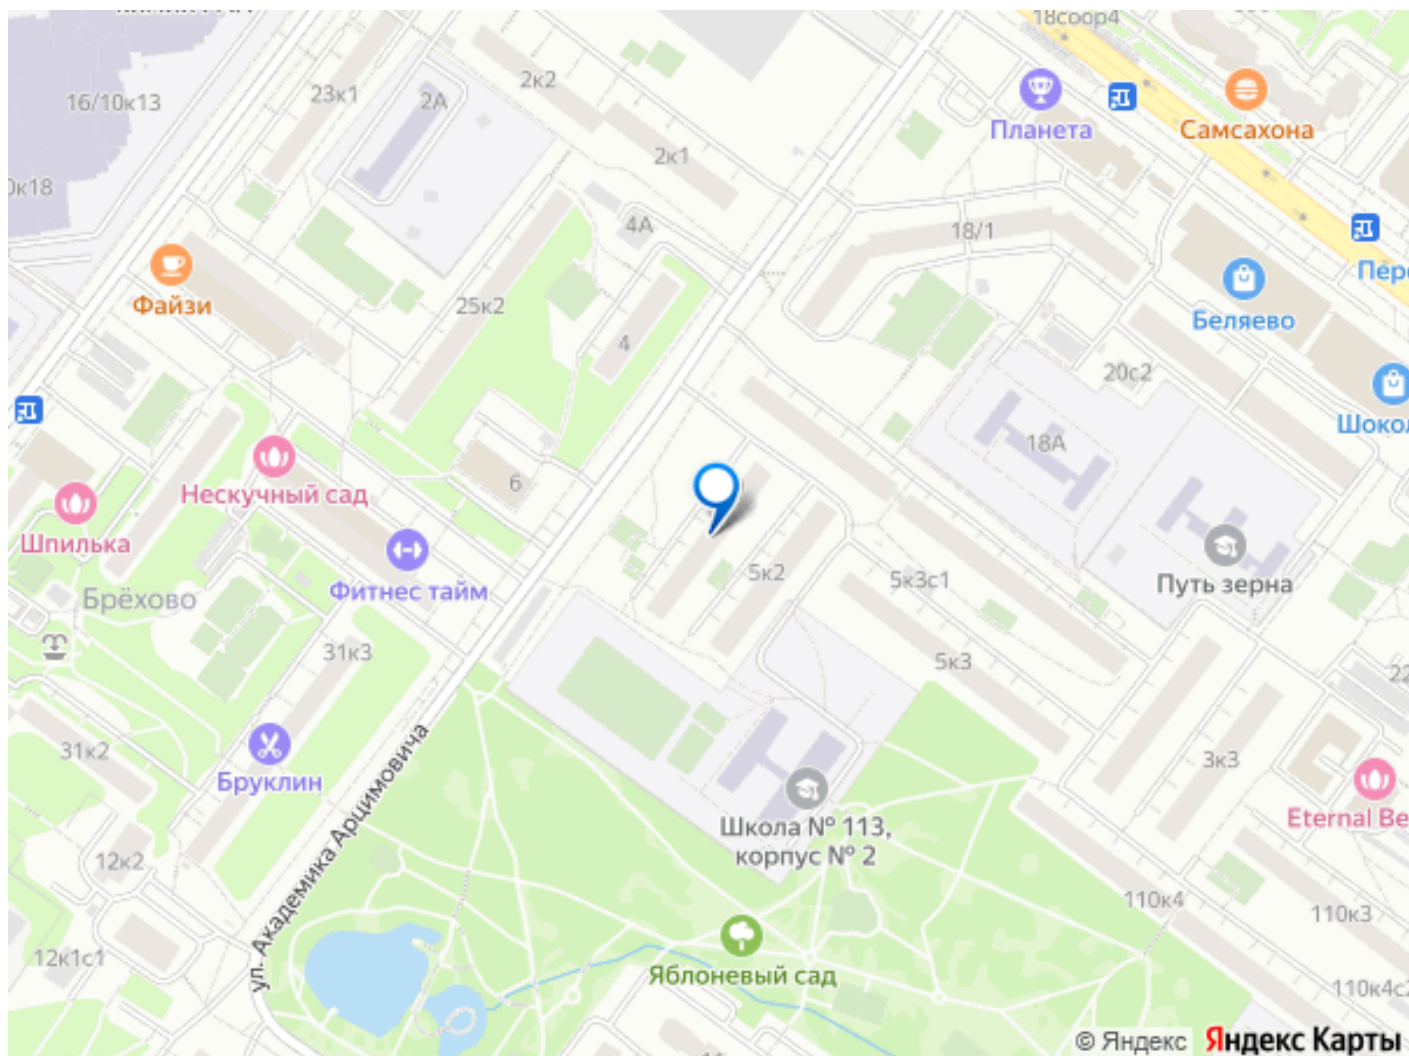 18соор4
16/10к13
23к1
2А
2к2
2к1
Планета
Самсахона
4А
18/1
Файзи
25к2
4
Беляево
20с2
18А
Нескучный сад
6
Шпилька
Фитнес тайм
Брёхово
5к2
5к3с1
Путь зерна
31к3
5к3
31к2
Бруклин
3к3
ул. Академика Арцимовича
Школа № 113,
корпус № 2
12к2
110к4
110к3
12к1с1
Яблоневый сад
© Яндекс Яндекс Карты